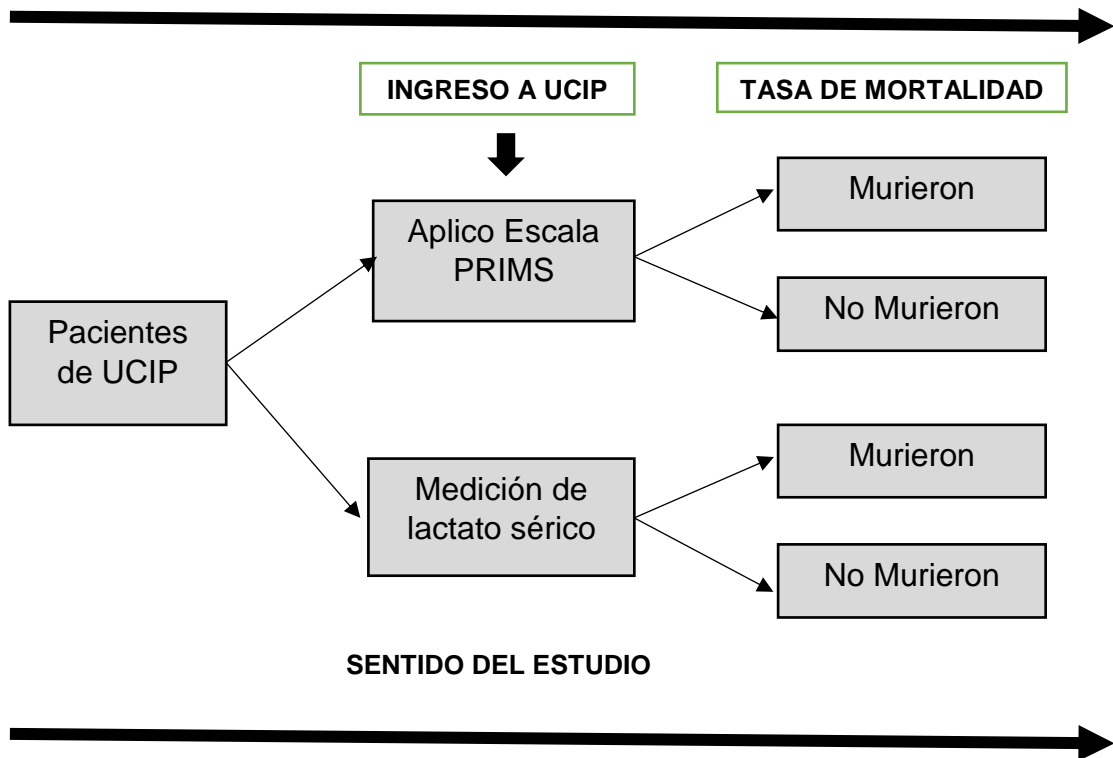 INGRESO A UCIP
TASA DE MORTALIDAD
Pacientes
de UCIP
Aplico Escala
PRIMS
Murieron
No Murieron
Medición de
lactato sérico
Murieron
No Murieron
SENTIDO DEL ESTUDIO